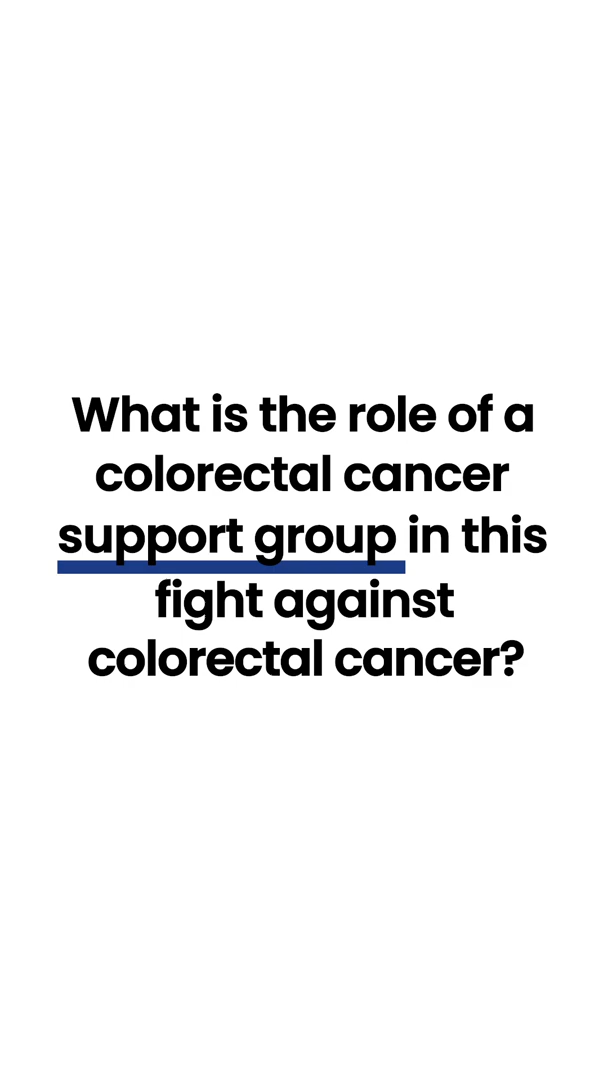 What is the role of a
colorectal cancer
support group in this
fight against
colorectal cancer?